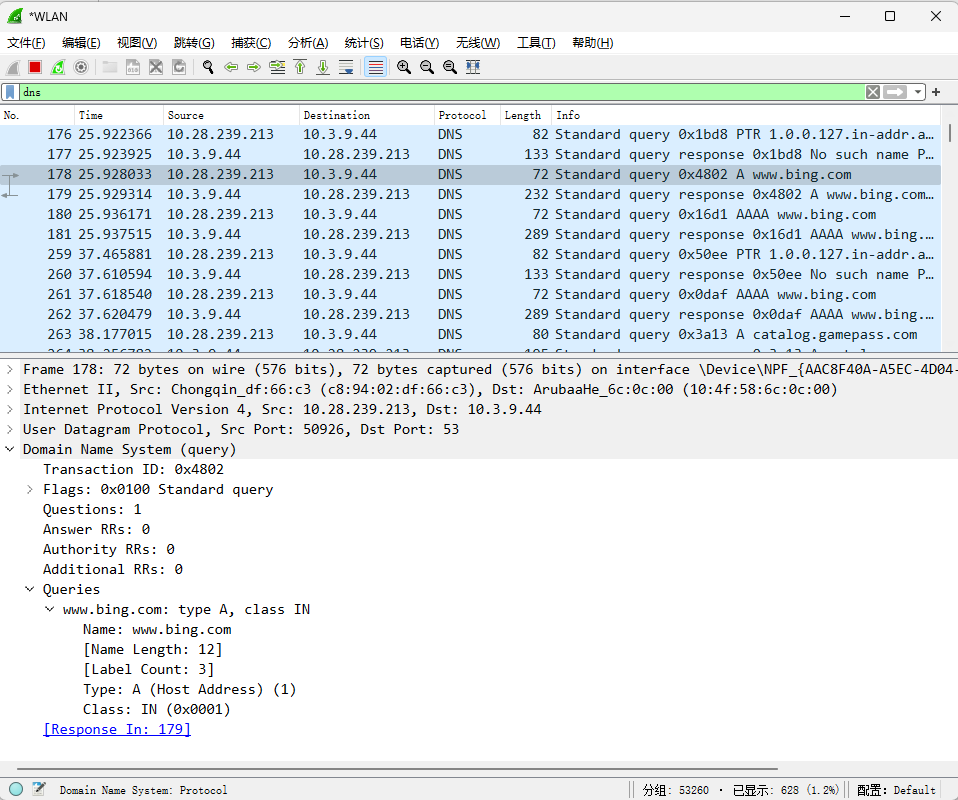 *WLAN
文件(F) 编辑(E) 视图(V) 跳转(G) 捕获(C) 分析(A) 统计(S) 电话(Y) 无线(W) 工具(T) 帮助(H)
dns
No. Time Source Destination Protocol Length Info
176 25.922366 10.28.239.213 10.3.9.44 DNS 82 Standard query 0x1bd8 PTR 1.0.0.127.in-addr.a…
177 25.923925 10.3.9.44 10.28.239.213 DNS 133 Standard query response 0x1bd8 No such name P…
178 25.928033 10.28.239.213 10.3.9.44 DNS 72 Standard query 0x4802 A www.bing.com
179 25.929314 10.3.9.44 10.28.239.213 DNS 232 Standard query response 0x4802 A www.bing.com…
180 25.936171 10.28.239.213 10.3.9.44 DNS 72 Standard query 0x16d1 AAAA www.bing.com
181 25.937515 10.3.9.44 10.28.239.213 DNS 289 Standard query response 0x16d1 AAAA www.bing.…
259 37.465881 10.28.239.213 10.3.9.44 DNS 82 Standard query 0x50ee PTR 1.0.0.127.in-addr.a…
260 37.610594 10.3.9.44 10.28.239.213 DNS 133 Standard query response 0x50ee No such name P…
261 37.618540 10.28.239.213 10.3.9.44 DNS 72 Standard query 0x0daf AAAA www.bing.com
262 37.620479 10.3.9.44 10.28.239.213 DNS 289 Standard query response 0x0daf AAAA www.bing.…
263 38.177015 10.28.239.213 10.3.9.44 DNS 80 Standard query 0x3a13 A catalog.gamepass.com
Frame 178: 72 bytes on wire (576 bits), 72 bytes captured (576 bits) on interface \Device\NPF_{AAC8F40A-A5EC-4D04-
Ethernet II, Src: Chongqin_df:66:c3 (c8:94:02:df:66:c3), Dst: ArubaaHe_6c:0c:00 (10:4f:58:6c:0c:00)
Internet Protocol Version 4, Src: 10.28.239.213, Dst: 10.3.9.44
User Datagram Protocol, Src Port: 50926, Dst Port: 53
Domain Name System (query)
Transaction ID: 0x4802
Flags: 0x0100 Standard query
Questions: 1
Answer RRs: 0
Authority RRs: 0
Additional RRs: 0
Queries
www.bing.com: type A, class IN
Name: www.bing.com
[Name Length: 12]
[Label Count: 3]
Type: A (Host Address) (1)
Class: IN (0x0001)
[Response In: 179]
Domain Name System: Protocol 分组: 53260 · 已显示: 628 (1.2%) 配置: Default